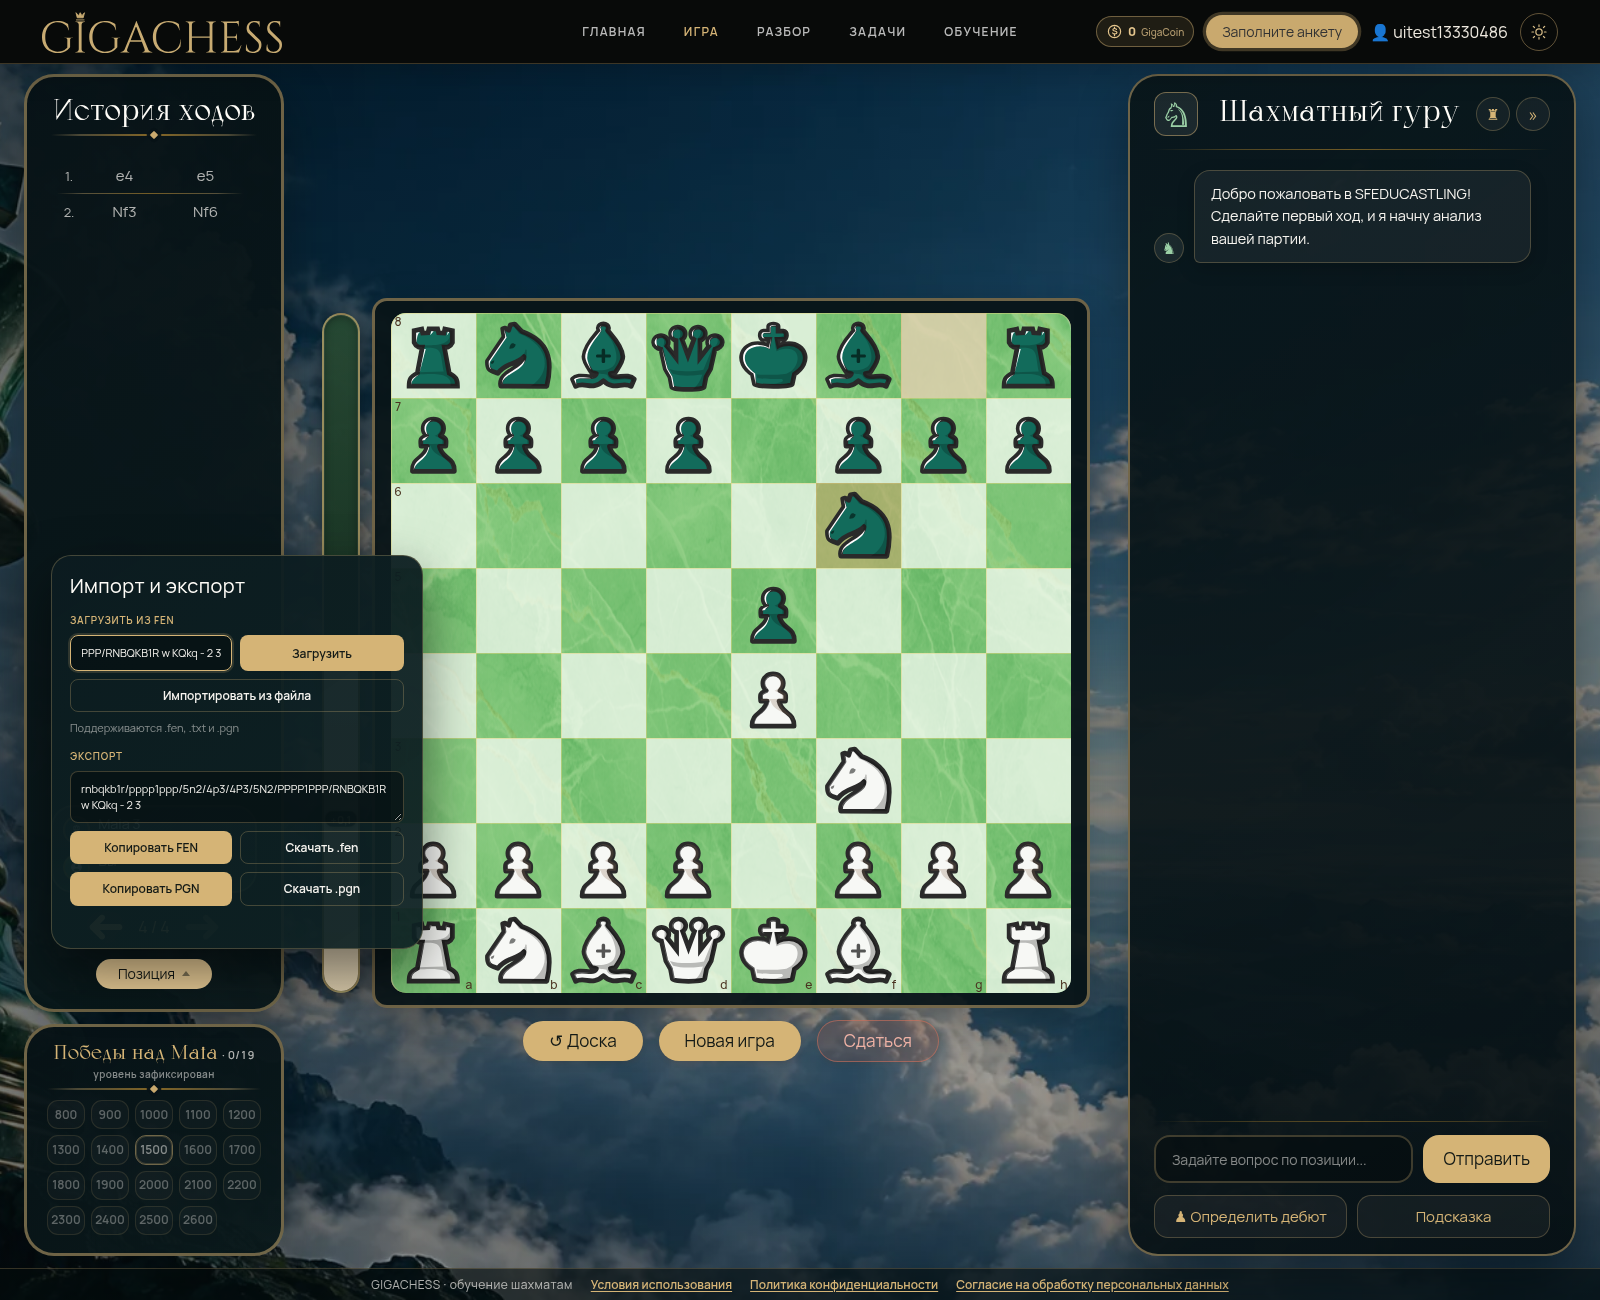 GIGACHESS
ГЛАВНАЯ
ИГРА
РАЗБОР
ЗАДАЧИ
ОБУЧЕНИЕ
0 GigaCoin
Заполните анкету
uitest13330486
История ходов
1. e4 e5
2. Nf3 Nf6
Импорт и экспорт
ЗАГРУЗИТЬ ИЗ FEN
PPP/RNBQKB1R w KQkq - 2 3
Загрузить
Импортировать из файла
Поддерживаются .fen, .txt и .pgn
ЭКСПОРТ
rnbqkb1r/pppp1ppp/5n2/4p3/4P3/5N2/PPPP1PPP/RNBQKB1R
w KQkq - 2 3
Копировать FEN
Скачать .fen
Копировать PGN
Скачать .pgn
4 / 4
Позиция
Победы над Maia · 0/19
уровень зафиксирован
800 900 1000 1100 1200
1300 1400 1500 1600 1700
1800 1900 2000 2100 2200
2300 2400 2500 2600
8
7
6
a b c d e f g h
↺ Доска
Новая игра
Сдаться
Шахматный гуру
»
Добро пожаловать в SFEDUCASTLING!
Сделайте первый ход, и я начну анализ
вашей партии.
Задайте вопрос по позиции...
Отправить
Определить дебют
Подсказка
GIGACHESS · обучение шахматам
Условия использования
Политика конфиденциальности
Согласие на обработку персональных данных